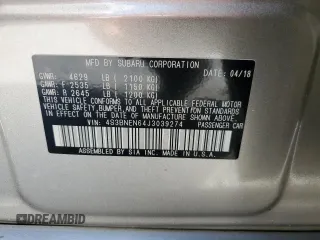 MFD BY SUBARU CORPORATION DATE: 04/18
GVWR: 4629 LB ( 2100 KG)
GAWR: F 2535 LB ( 1150 KG)
GAWR: R 2645 LB ( 1200 KG)
THIS VEHICLE CONFORMS TO ALL APPLICABLE FEDERAL MOTOR
VEHICLE SAFETY, BUMPER, AND THEFT PREVENTION STANDARDS
IN EFFECT ON THE DATE OF MANUFACTURE SHOWN ABOVE.
VIN: 4S3BNEN64J3039274 PASSENGER CAR
ASSEMBLED BY SIA INC. MADE IN U.S.A.
DREAMBID